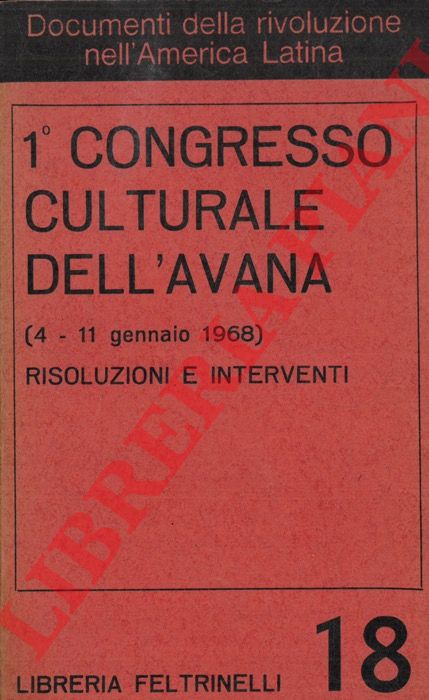 Documenti della rivoluzione
nell'America Latina
1° CONGRESSO
CULTURALE
DELL'AVANA
(4 - 11 gennaio 1968)
RISOLUZIONI E INTERVENTI
LIBRERIA FELTRINELLI
18
LIBRERIA PIANI